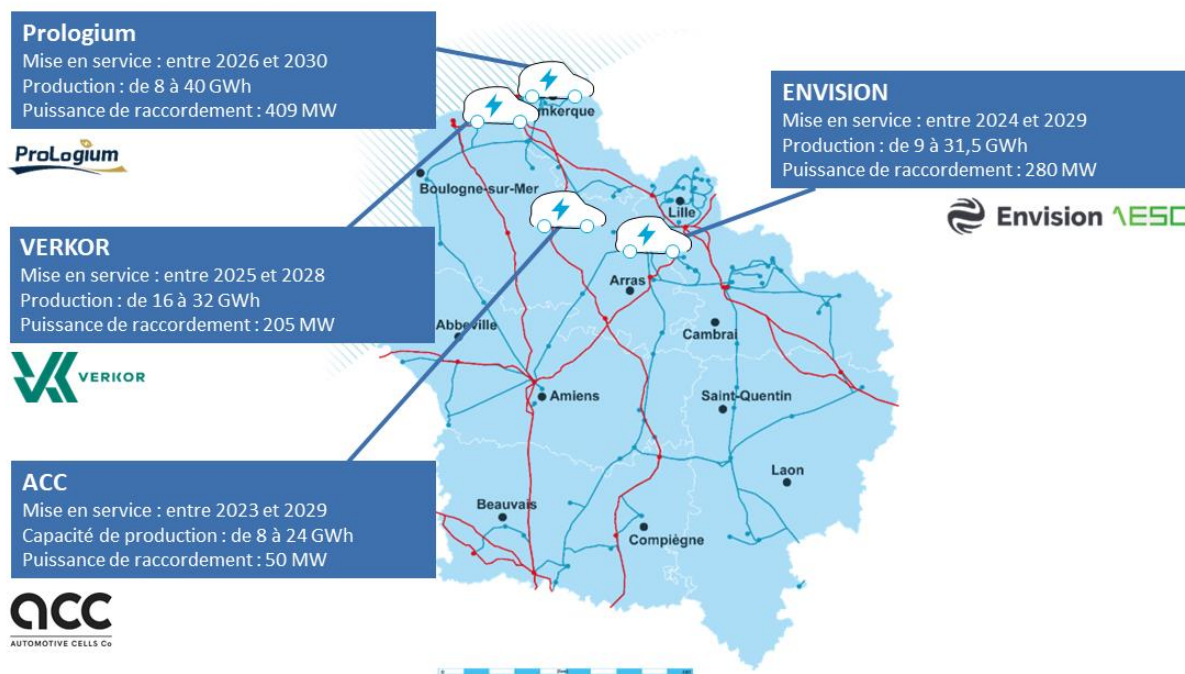 Prologium
Mise en service : entre 2026 et 2030
Production : de 8 à 40 GWh
Puissance de raccordement : 409 MW
ProLogium
VERKOR
Mise en service : entre 2025 et 2028
Production : de 16 à 32 GWh
Puissance de raccordement : 205 MW
VERKOR
ACC
Mise en service : entre 2023 et 2029
Capacité de production : de 8 à 24 GWh
Puissance de raccordement : 50 MW
acc
AUTOMOTIVE CELLS Co
ENVISION
Mise en service : entre 2024 et 2029
Production : de 9 à 31,5 GWh
Puissance de raccordement : 280 MW
Envision AESC
nkerque
Boulogne-sur-Mer
Lille
Arras
Abbeville
Cambrai
Amiens
Saint-Quentin
Laon
Beauvais
Compiègne